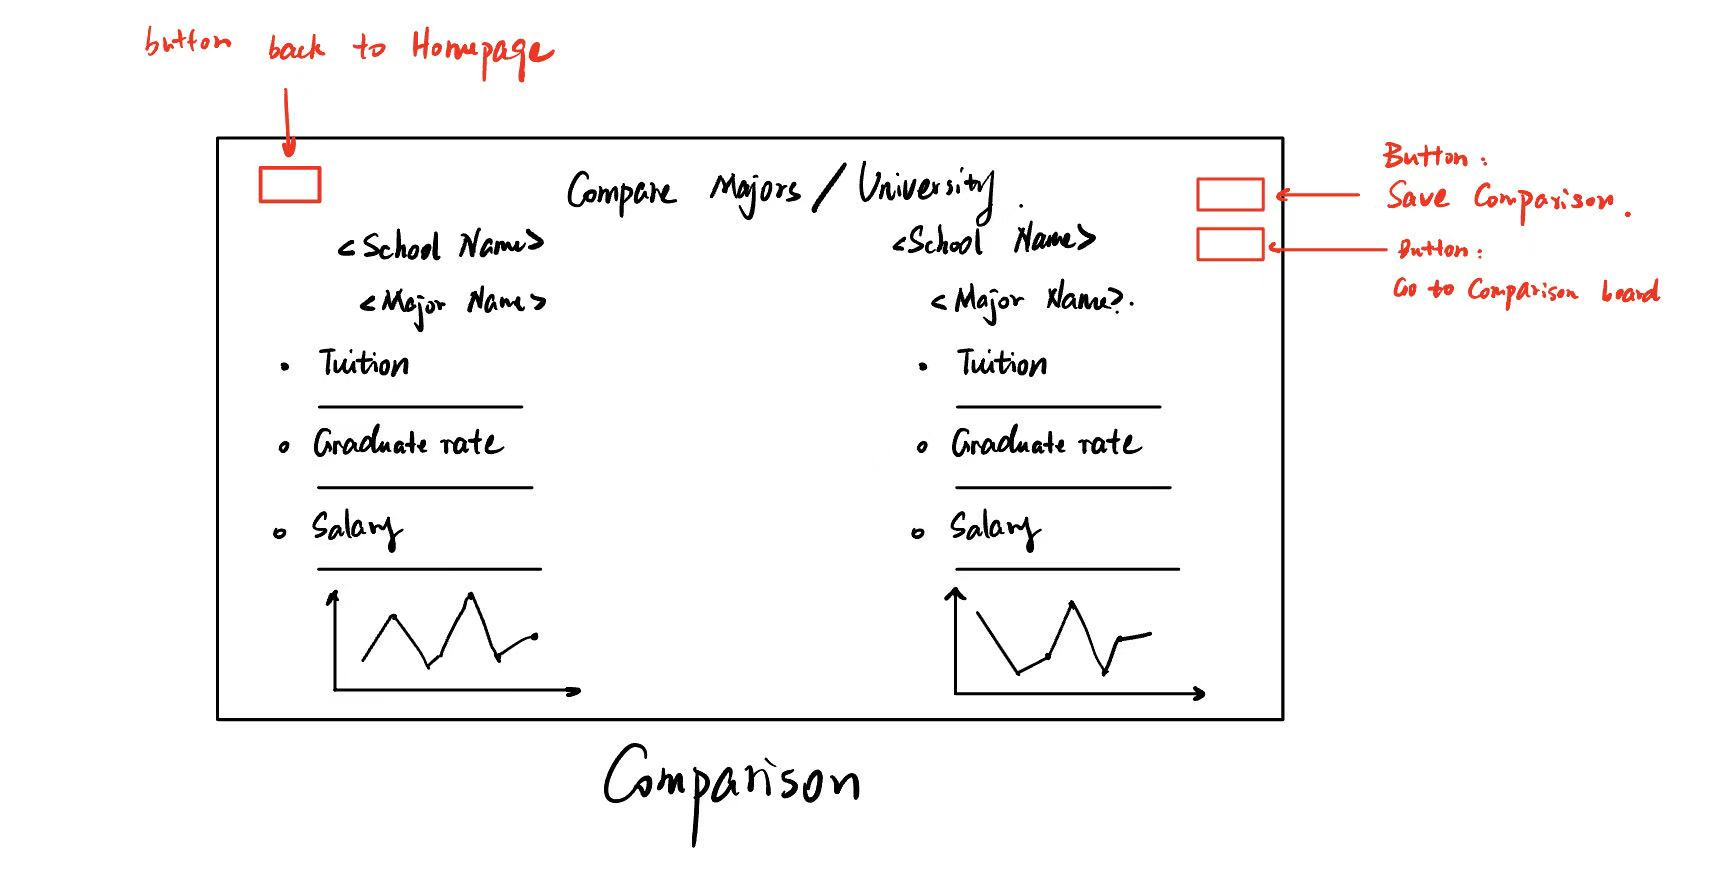 button back to Homepage
Compare Majors / University.
Button:
Save Comparison.
<School Name>
<School Name>
Button:
Go to Comparison board
<Major Name>
<Major Name>.
• Tuition
• Tuition
Graduate rate
Graduate rate
Salary
Salary
Comparison